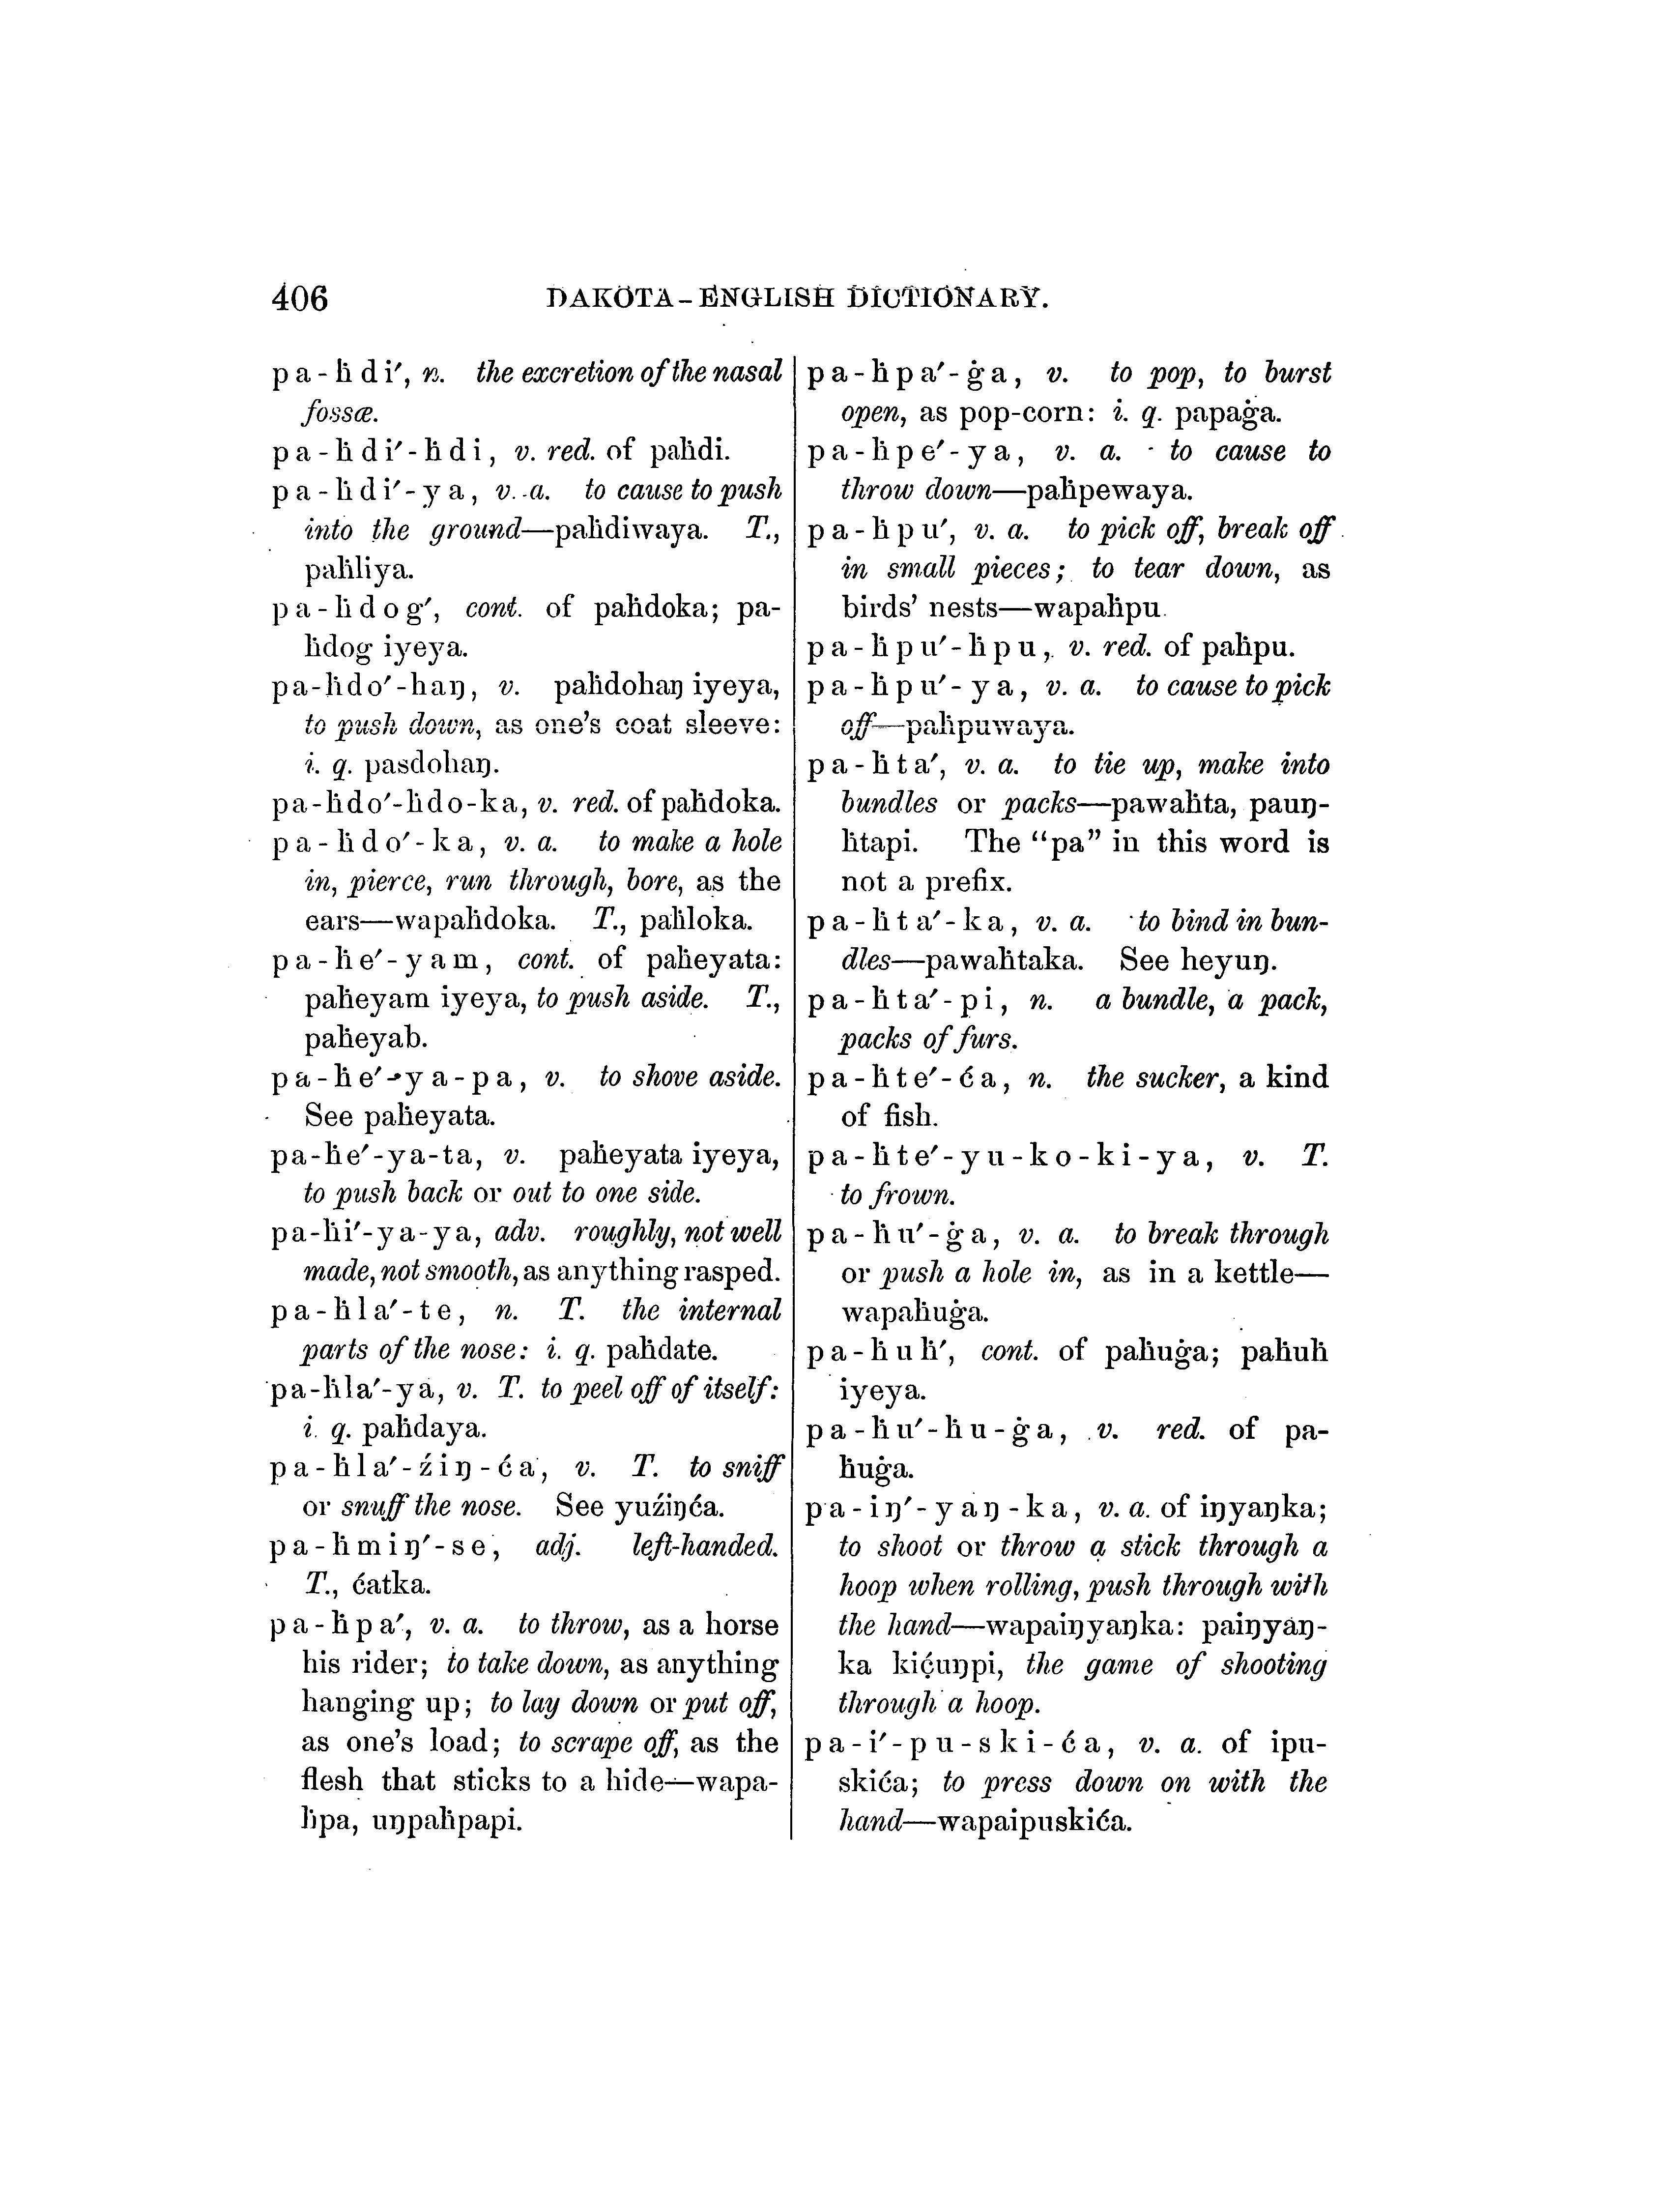 406 DAKOTA-ENGLISH DICTIONARY.
pa-ḣdi′, n. the excretion of the nasal
fossæ.
pa-ḣdi′-ḣdi, v. red. of paḣdi.
pa-ḣdi′-ya, v. a. to cause to push
into the ground—paḣdiwaya. T.,
paḣliya.
pa-ḣdog′, cont. of paḣdoka; pa-
ḣdog iyeya.
pa-ḣdo′-haŋ, v. paḣdohaŋ iyeya,
to push down, as one's coat sleeve:
i. q. pasdohaŋ.
pa-ḣdo′-ḣdo-ka, v. red. of paḣdoka.
pa-ḣdo′-ka, v. a. to make a hole
in, pierce, run through, bore, as the
ears—wapaḣdoka. T., paḣloka.
pa-ḣe′-yam, cont. of paḣeyata:
paḣeyam iyeya, to push aside. T.,
paḣeyab.
pa-ḣe′-ya-pa, v. to shove aside.
See paḣeyata.
pa-ḣe′-ya-ta, v. paḣeyata iyeya,
to push back or out to one side.
pa-ḣi′-ya-ya, adv. roughly, not well
made, not smooth, as anything rasped.
pa-ḣla′-te, n. T. the internal
parts of the nose: i. q. paḣdate.
pa-ḣla′-ya, v. T. to peel off of itself:
i. q. paḣdaya.
pa-ḣla′-źiŋ-ća, v. T. to sniff
or snuff the nose. See yuźiŋća.
pa-ḣmiŋ′-se, adj. left-handed.
T., ćatka.
pa-ḣpa′, v. a. to throw, as a horse
his rider; to take down, as anything
hanging up; to lay down or put off,
as one's load; to scrape off, as the
flesh that sticks to a hide—wapa-
ḣpa, uŋpaḣpapi.
pa-ḣpa′-ġa, v. to pop, to burst
open, as pop-corn: i. q. papaġa.
pa-ḣpe′-ya, v. a. to cause to
throw down—paḣpewaya.
pa-ḣpu′, v. a. to pick off, break off
in small pieces; to tear down, as
birds' nests—wapaḣpu.
pa-ḣpu′-ḣpu, v. red. of paḣpu.
pa-ḣpu′-ya, v. a. to cause to pick
off—paḣpuwaya.
pa-ḣta′, v. a. to tie up, make into
bundles or packs—pawaḣta, pauŋ-
ḣtapi. The "pa" in this word is
not a prefix.
pa-ḣta′-ka, v. a. to bind in bun-
dles—pawaḣtaka. See heyuŋ.
pa-ḣta′-pi, n. a bundle, a pack,
packs of furs.
pa-ḣte′-ća, n. the sucker, a kind
of fish.
pa-ḣte′-yu-ko-ki-ya, v. T.
to frown.
pa-ḣu′-ġa, v. a. to break through
or push a hole in, as in a kettle—
wapaḣuġa.
pa-ḣuḣ′, cont. of paḣuġa; paḣuḣ
iyeya.
pa-ḣu′-ḣu-ġa, v. red. of pa-
ḣuġa.
pa-iŋ′-yaŋ-ka, v. a. of iŋyaŋka;
to shoot or throw a stick through a
hoop when rolling, push through with
the hand—wapaiŋyaŋka: paiŋyaŋ-
ka kićuŋpi, the game of shooting
through a hoop.
pa-i′-pu-ski-ća, v. a. of ipu-
skića; to press down on with the
hand—wapaipuskića.